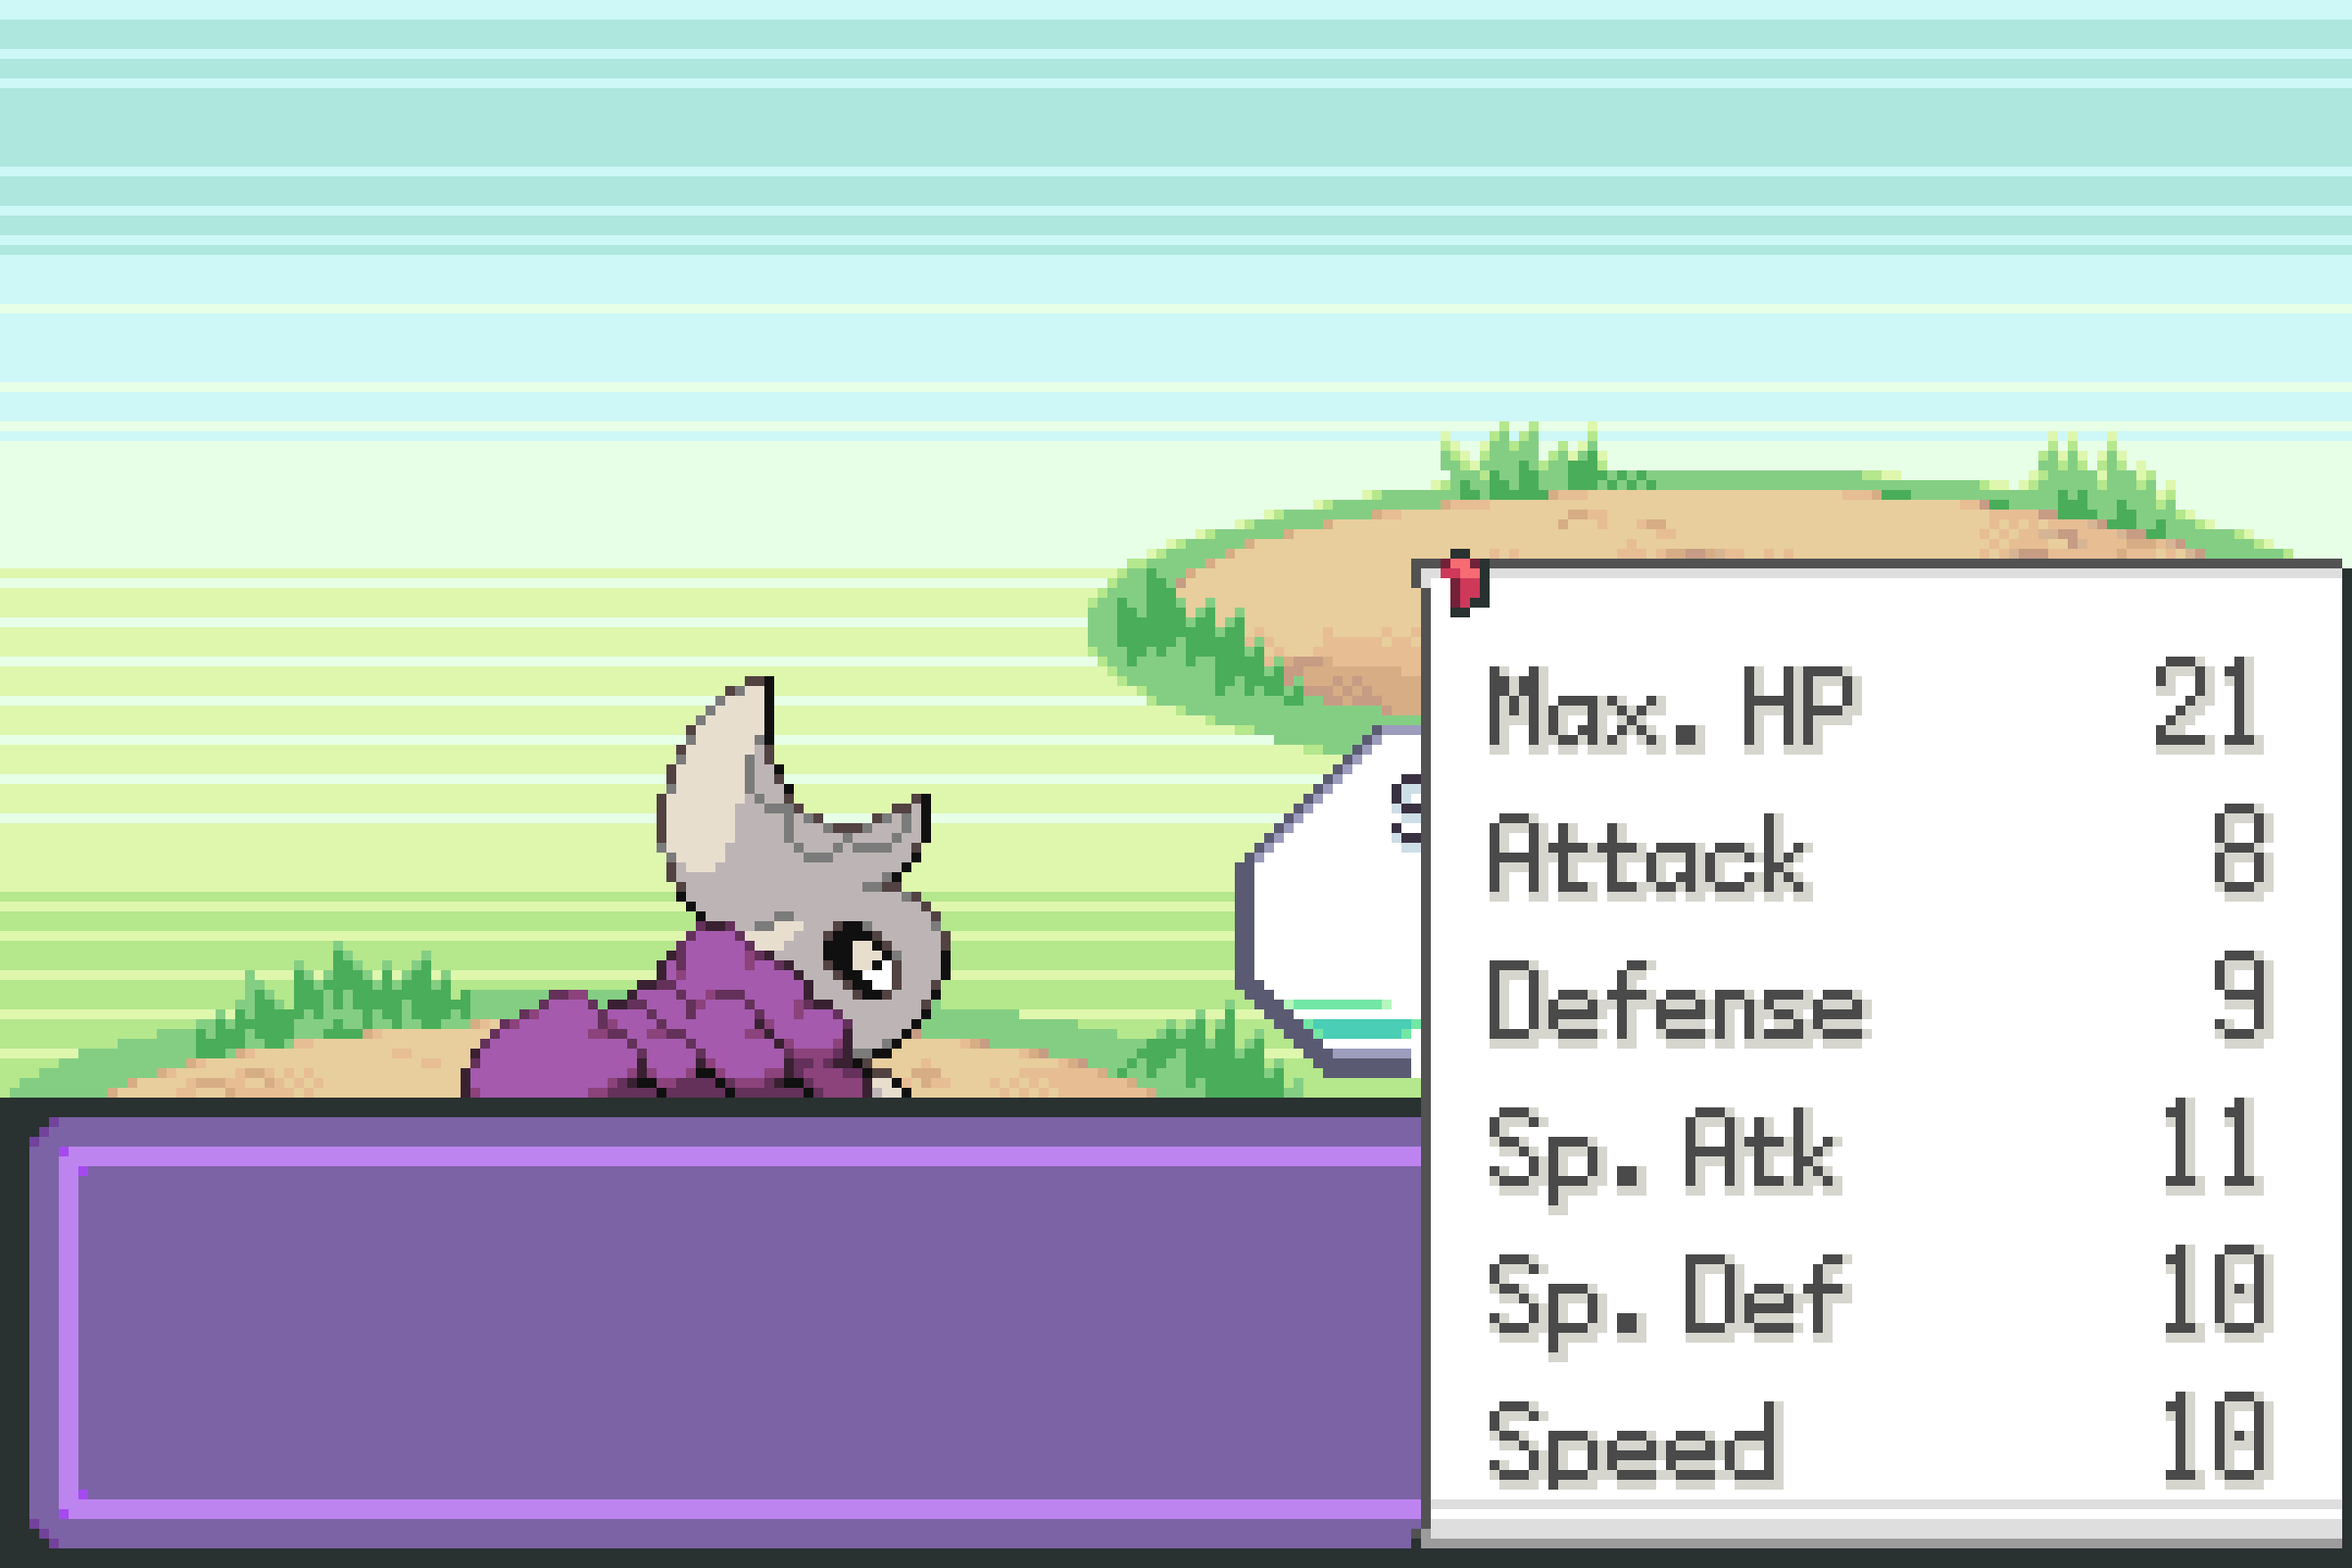 S
Max. HP 21
Attack 8
Defense 9
Sp. Atk 11
Sp. Def 10
Speed 10